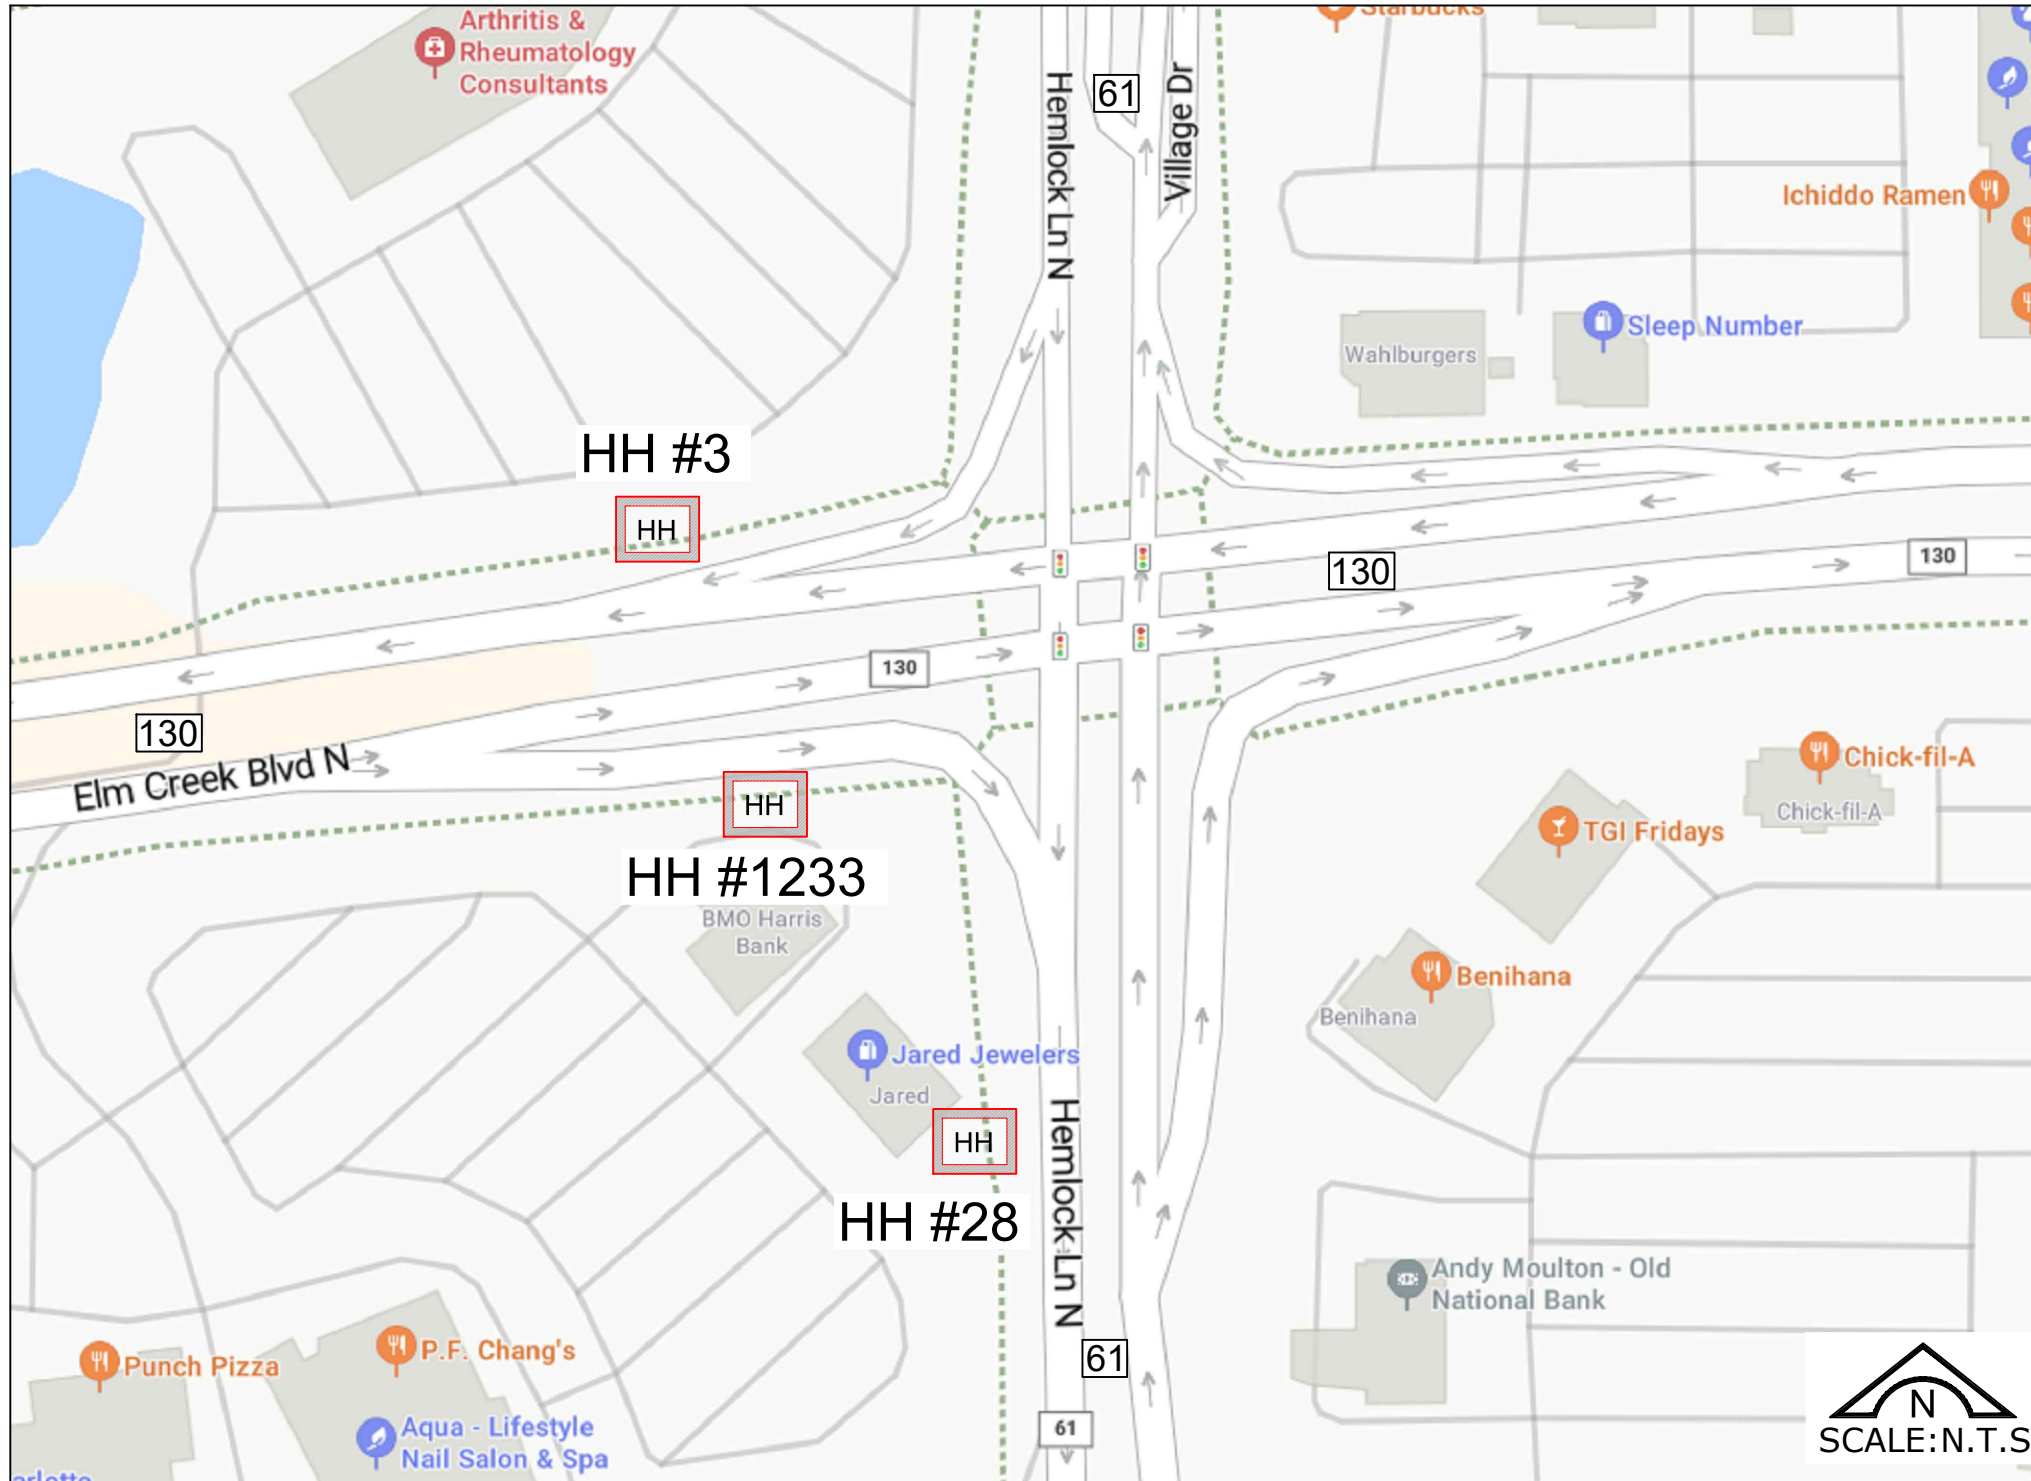 Arthritis &
Rheumatology
Consultants
Starbucks
Hemlock Ln N
61
Village Dr
Ichiddo Ramen
Sleep Number
Wahlburgers
HH #3
HH
130
130
130
130
Elm Creek Blvd N
HH
HH #1233
BMO Harris
Bank
Chick-fil-A
Chick-fil-A
TGI Fridays
Benihana
Benihana
Jared Jewelers
Jared
HH
HH #28
Hemlock Ln N
Andy Moulton - Old
National Bank
61
61
Punch Pizza
P.F. Chang's
Aqua - Lifestyle
Nail Salon & Spa
N
SCALE:N.T.S